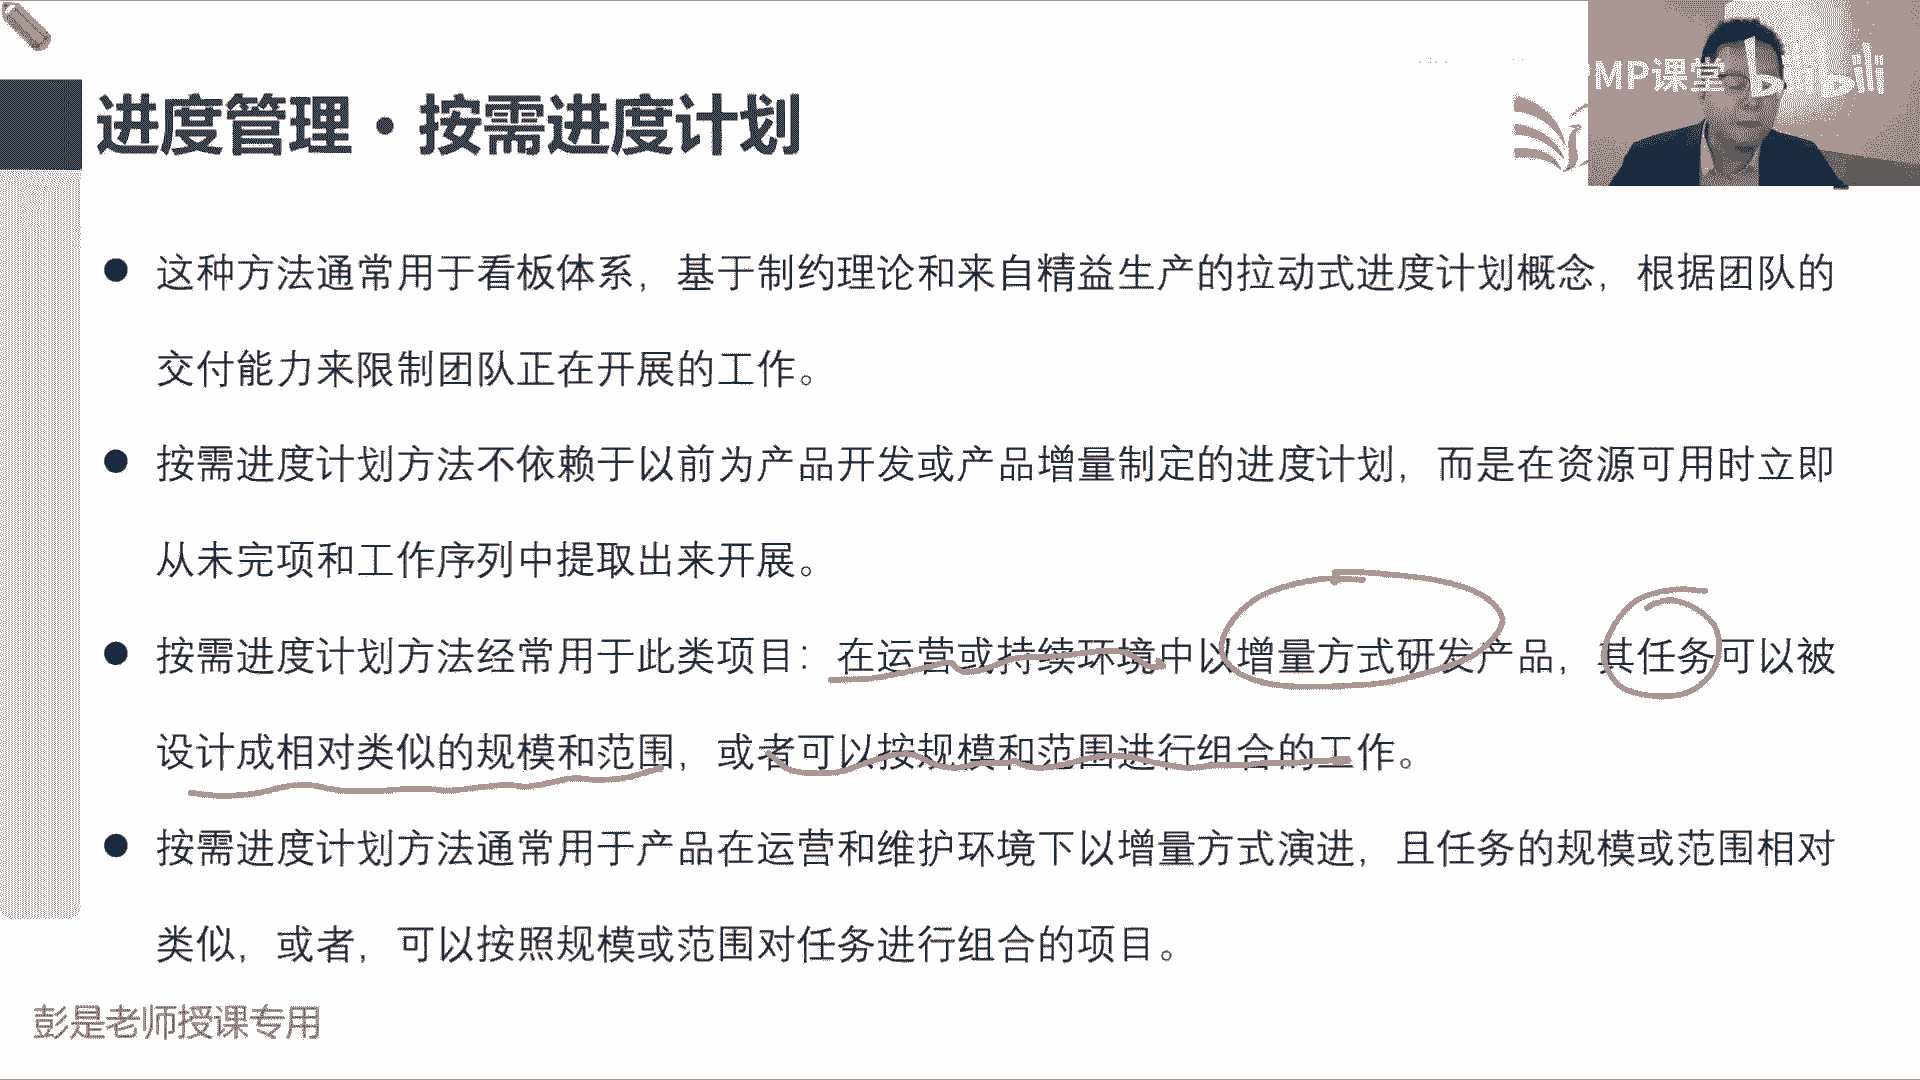 PMP课堂 bilibili
进度管理·按需进度计划
● 这种方法通常用于看板体系，基于制约理论和来自精益生产的拉动式进度计划概念，根据团队的
交付能力来限制团队正在开展的工作。
● 按需进度计划方法不依赖于以前为产品开发或产品增量制定的进度计划，而是在资源可用时立即
从未完项和工作序列中提取出来开展。
● 按需进度计划方法经常用于此类项目：在运营或持续环境中以增量方式研发产品，其任务可以被
设计成相对类似的规模和范围，或者可以按规模和范围进行组合的工作。
● 按需进度计划方法通常用于产品在运营和维护环境下以增量方式演进，且任务的规模或范围相对
类似，或者，可以按照规模或范围对任务进行组合的项目。
彭是老师授课专用